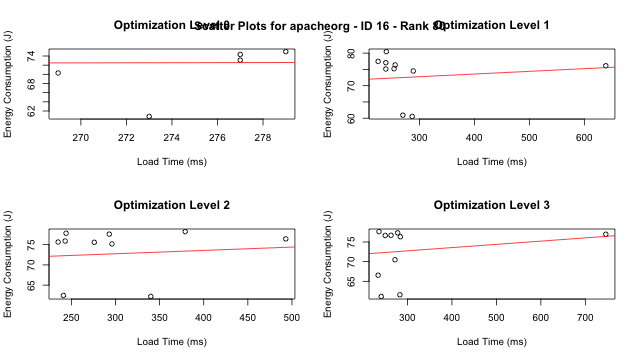 Scatter Plots for apacheorg - ID 16 - Rank 80
Optimization Level 0
Optimization Level 1
Energy Consumption (J)
62
68
74
270
272
274
276
278
Load Time (ms)
Energy Consumption (J)
60
70
80
300
400
500
600
Load Time (ms)
Optimization Level 2
Optimization Level 3
Energy Consumption (J)
65
70
75
250
300
350
400
450
500
Load Time (ms)
Energy Consumption (J)
65
70
75
300
400
500
600
700
Load Time (ms)